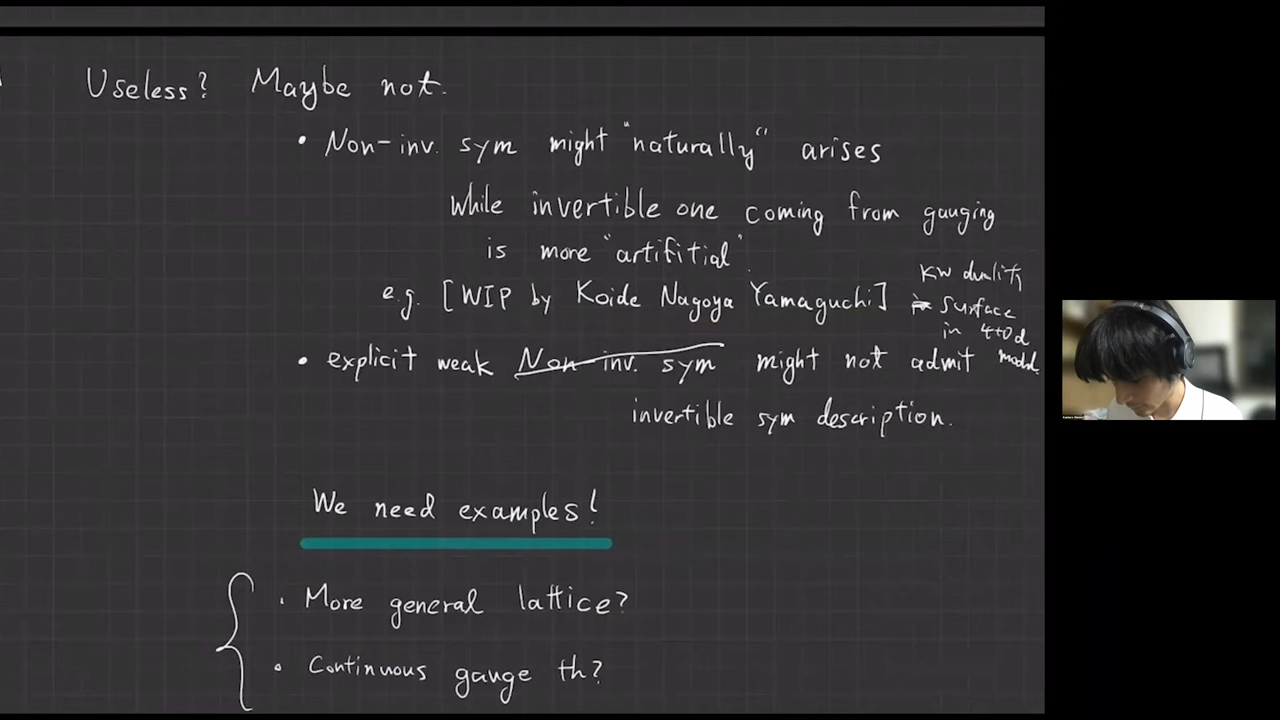 Useless? Maybe not.
• Non-inv. sym might "naturally" arises
while invertible one coming from gauging
is more "artifitial".
e.g. [WIP by Koide Nagoya Yamaguchi]
KW duality
surface
in 4+0d
model
• explicit weak Non-inv. sym might not admit
invertible sym description.
We need examples!
• More general lattice?
• Continuous gauge th?